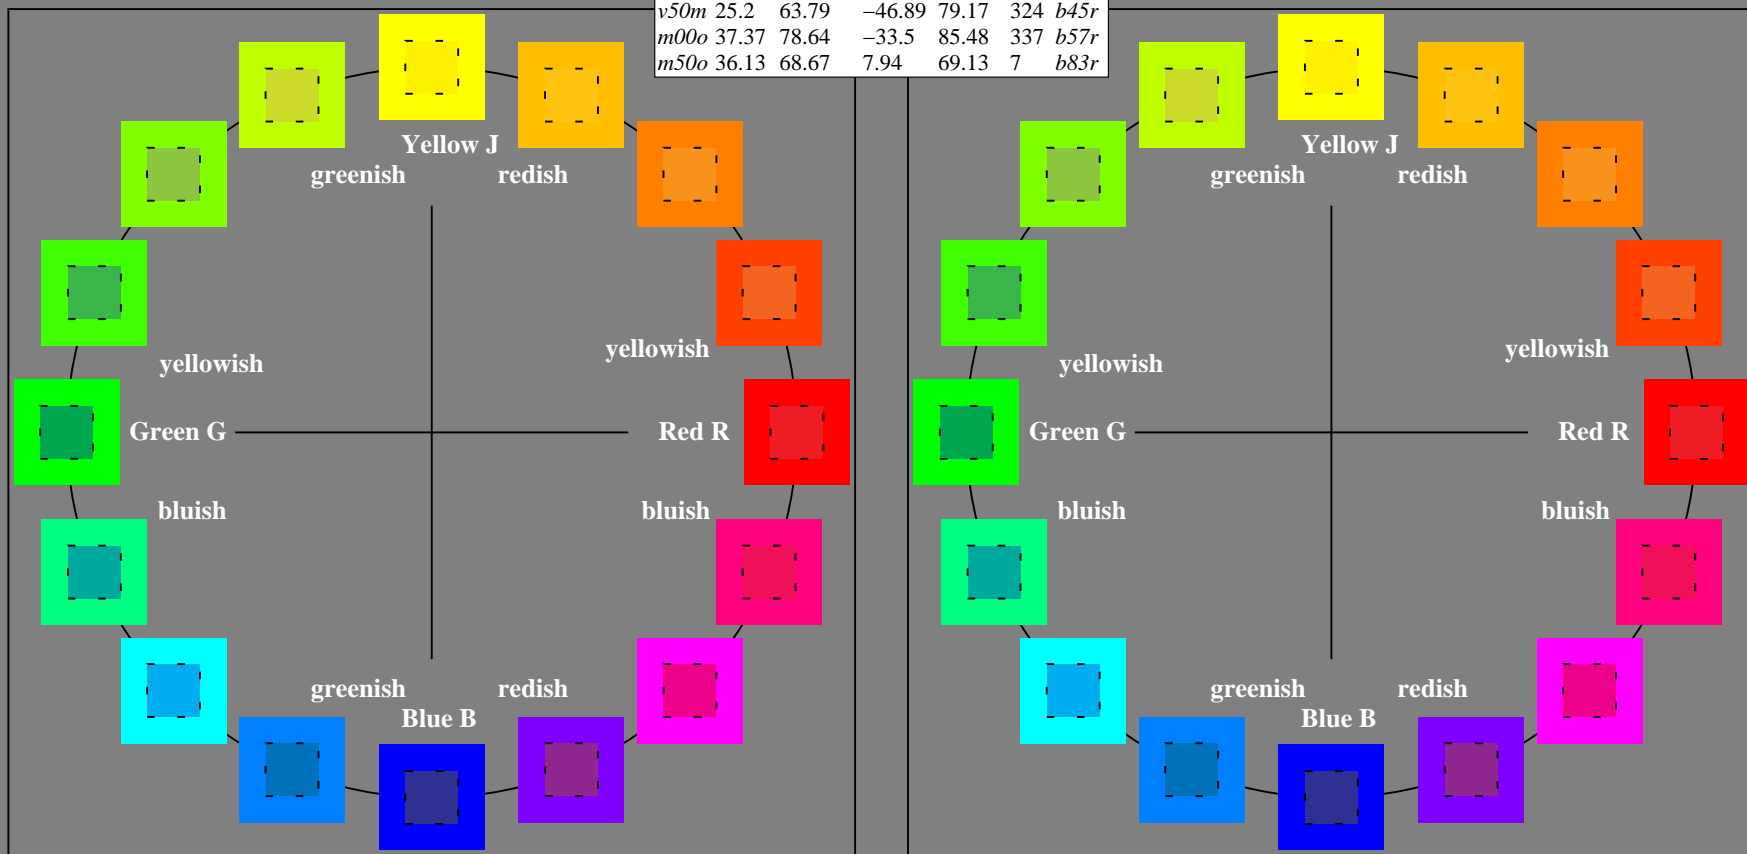 v50m 25.2 63.79 −46.89 79.17 324 b45r
m00o 37.37 78.64 −33.5 85.48 337 b57r
m50o 36.13 68.67 7.94 69.13 7 b83r
Yellow J
greenish redish
yellowish
yellowish
Green G
Red R
bluish
bluish
greenish redish
Blue B
Yellow J
greenish redish
yellowish
yellowish
Green G
Red R
bluish
bluish
greenish redish
Blue B